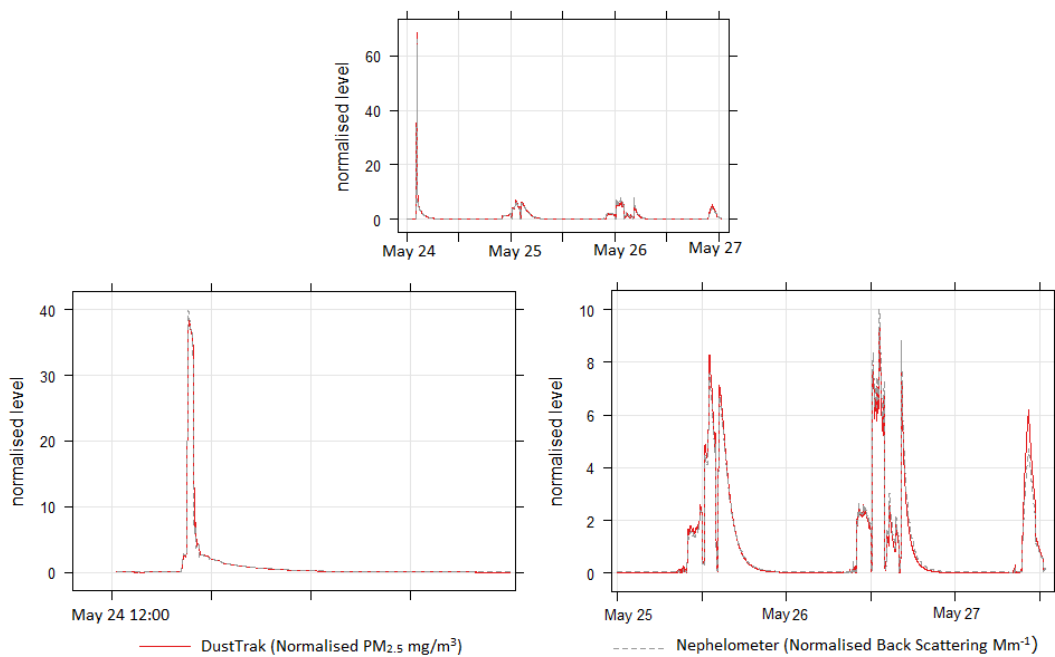 normalised level
60
40
20
0
May 24
May 25
May 26
May 27
normalised level
40
30
20
10
0
May 24 12:00
normalised level
10
8
6
4
2
0
May 25
May 26
May 27
DustTrak (Normalised PM2.5 mg/m³)
Nephelometer (Normalised Back Scattering Mm⁻¹)